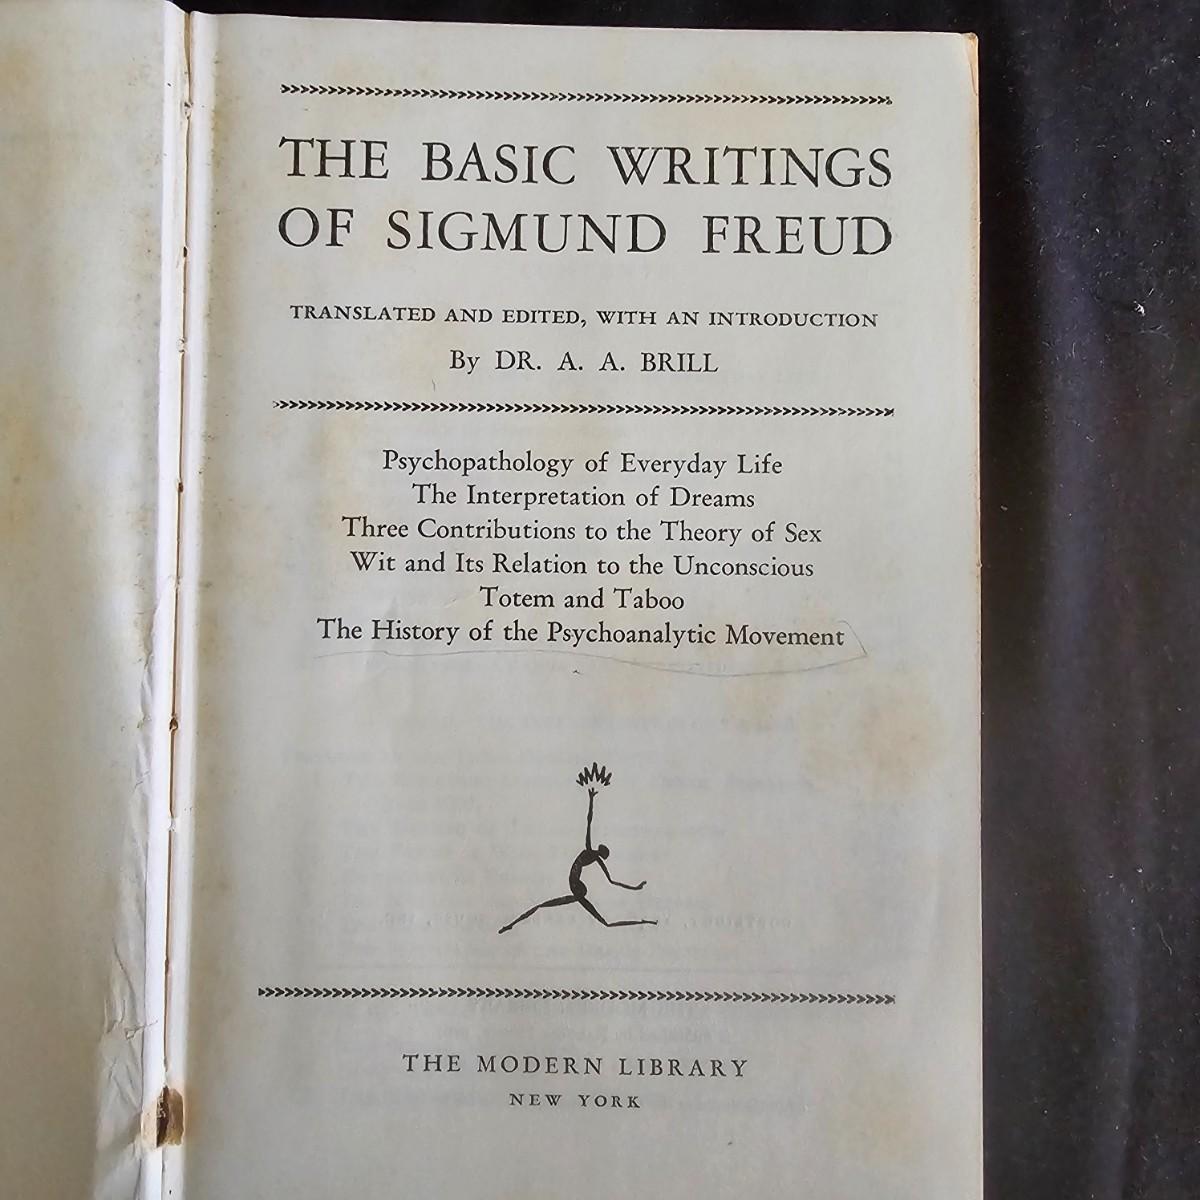 THE BASIC WRITINGS
OF SIGMUND FREUD
TRANSLATED AND EDITED, WITH AN INTRODUCTION
By DR. A. A. BRILL
Psychopathology of Everyday Life
The Interpretation of Dreams
Three Contributions to the Theory of Sex
Wit and Its Relation to the Unconscious
Totem and Taboo
The History of the Psychoanalytic Movement
THE MODERN LIBRARY
NEW YORK